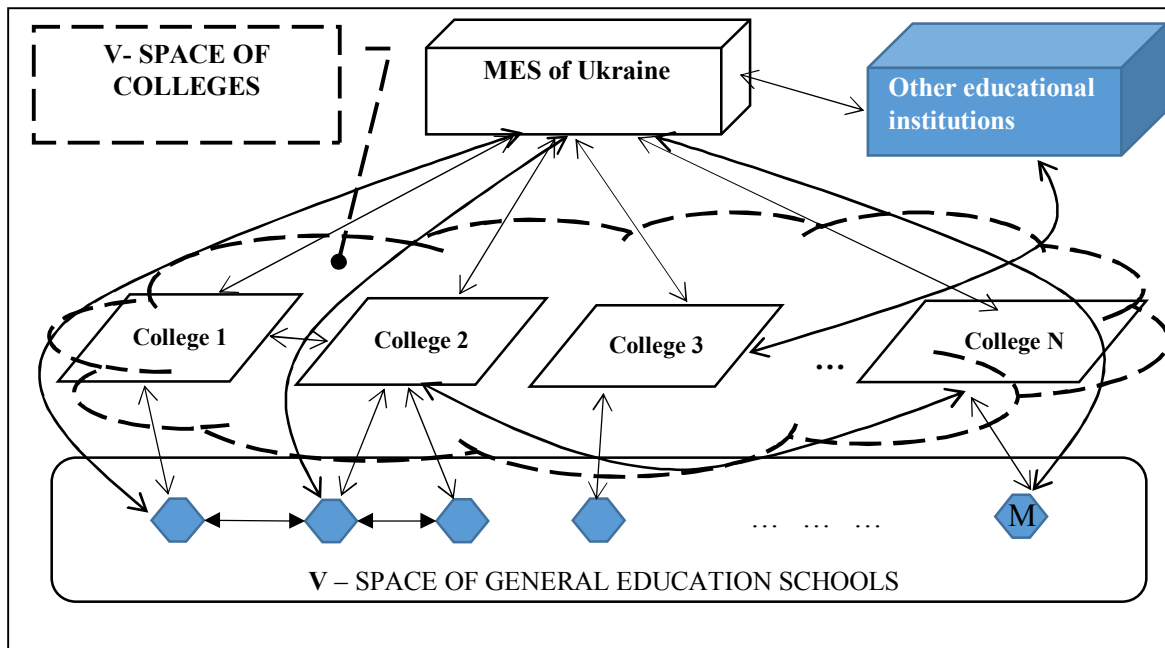 V- SPACE OF
COLLEGES
MES of Ukraine
Other educational
institutions
College 1
College 2
College 3
...
College N
M
... ... ...
V – SPACE OF GENERAL EDUCATION SCHOOLS